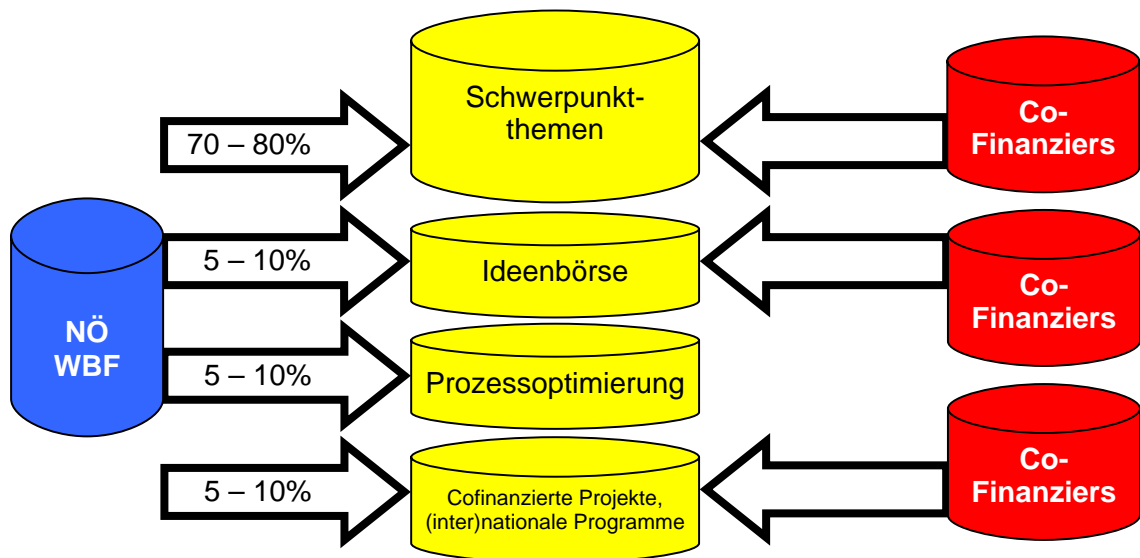 Schwerpunkt-
themen
Co-
Finanziers
70 – 80%
5 – 10%
Ideenbörse
Co-
Finanziers
NÖ
WBF
5 – 10%
Prozessoptimierung
5 – 10%
Cofinanzierte Projekte,
(inter)nationale Programme
Co-
Finanziers